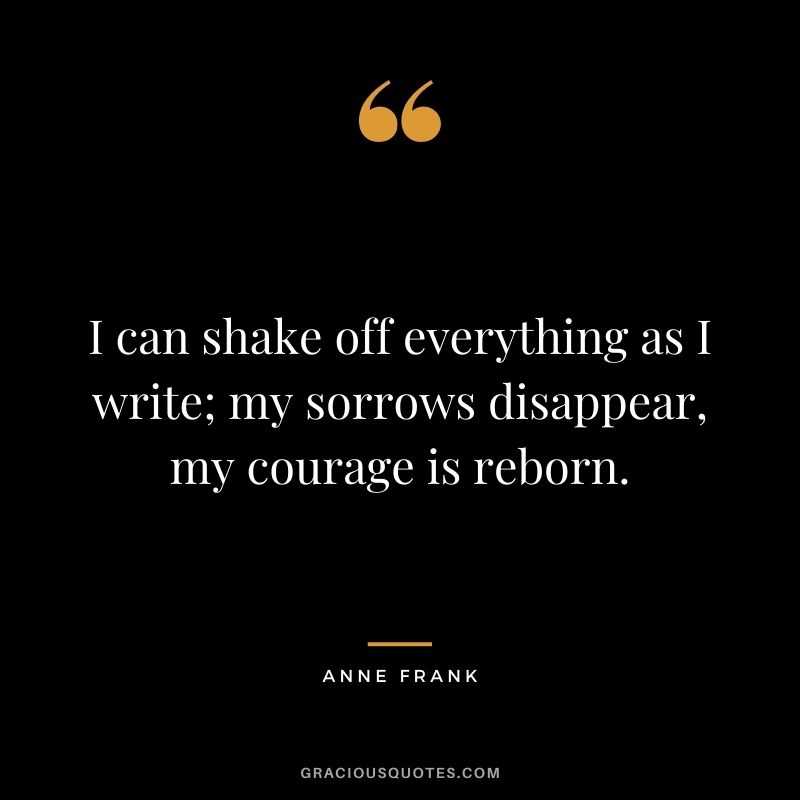 “
I can shake off everything as I
write; my sorrows disappear,
my courage is reborn.
ANNE FRANK
GRACIOUSQUOTES.COM